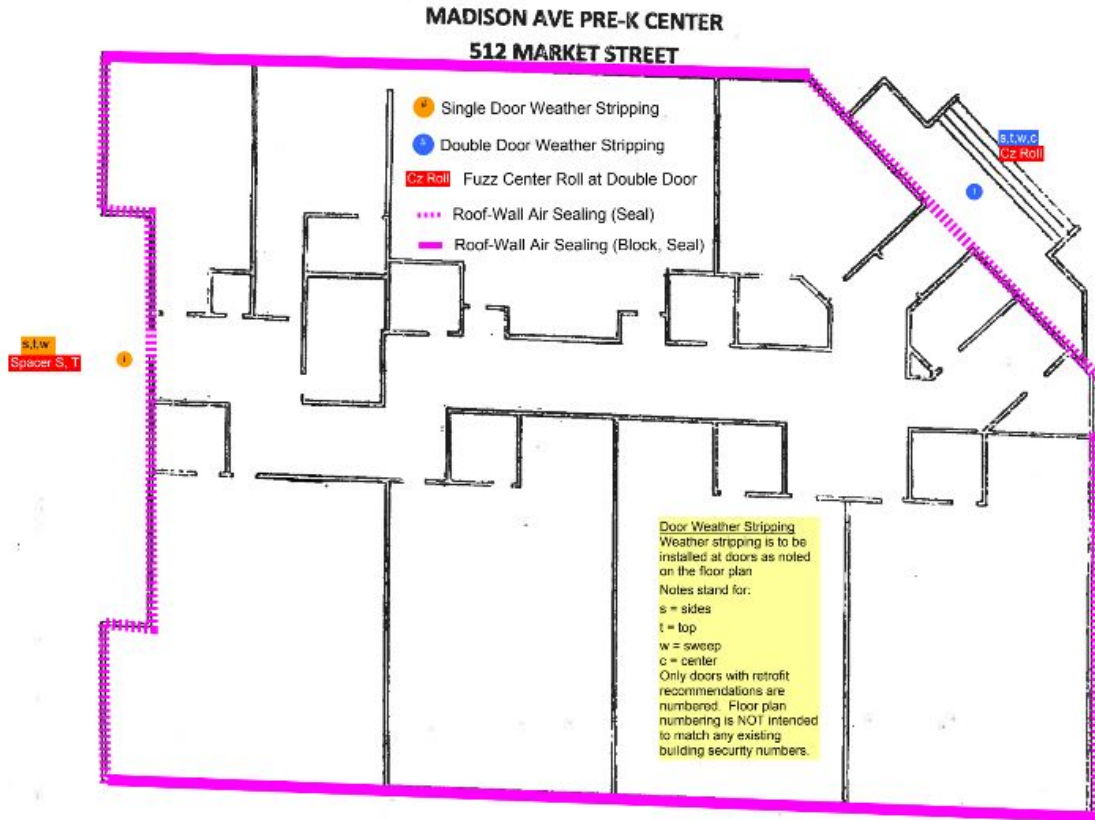 MADISON AVE PRE-K CENTER
512 MARKET STREET
Single Door Weather Stripping
Double Door Weather Stripping
Cz Roll Fuzz Center Roll at Double Door
Roof-Wall Air Sealing (Seal)
Roof-Wall Air Sealing (Block, Seal)
s,t,w,c
Cz Roll
1
s,t,w
Spacer S, T
1
Door Weather Stripping
Weather stripping is to be
installed at doors as noted
on the floor plan
Notes stand for:
s = sides
t = top
w = sweep
c = center
Only doors with retrofit
recommendations are
numbered. Floor plan
numbering is NOT intended
to match any existing
building security numbers.